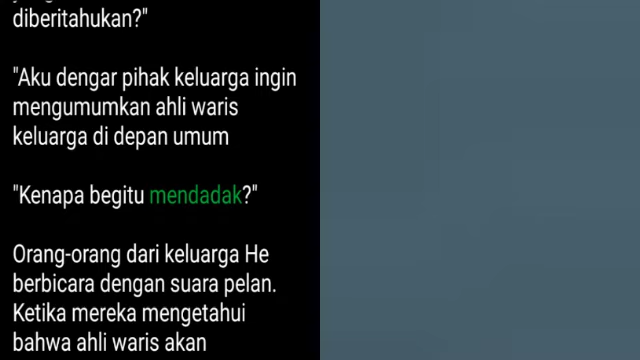 diberitahukan?"
"Aku dengar pihak keluarga ingin
mengumumkan ahli waris
keluarga di depan umum
"Kenapa begitu mendadak?"
Orang-orang dari keluarga He
berbicara dengan suara pelan.
Ketika mereka mengetahui
bahwa ahli waris akan